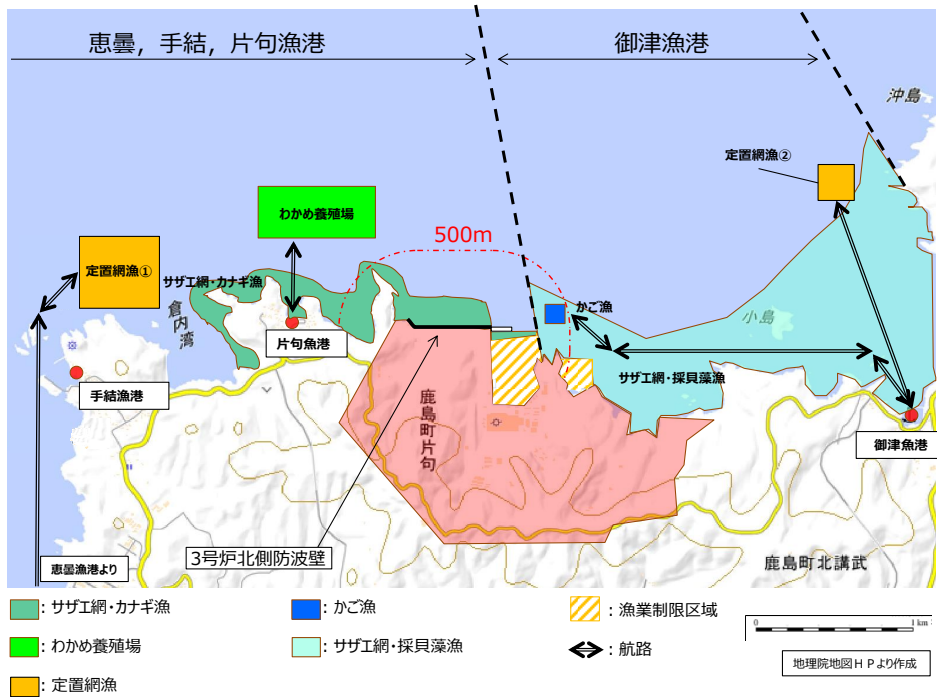 恵曇，手結，片句漁港
御津漁港
沖島
定置網漁②
わかめ養殖場
500m
定置網漁①
サザエ網・カナギ漁
倉内湾
かご漁
小島
片句魚港
サザエ網・採貝藻漁
手結漁港
鹿島町片句
御津魚港
3号炉北側防波壁
恵曇漁港より
鹿島町北講武
: サザエ網・カナギ漁
: かご漁
: 漁業制限区域
: わかめ養殖場
: サザエ網・採貝藻漁
: 航路
: 定置網漁
0 1 km
地理院地図ＨＰより作成